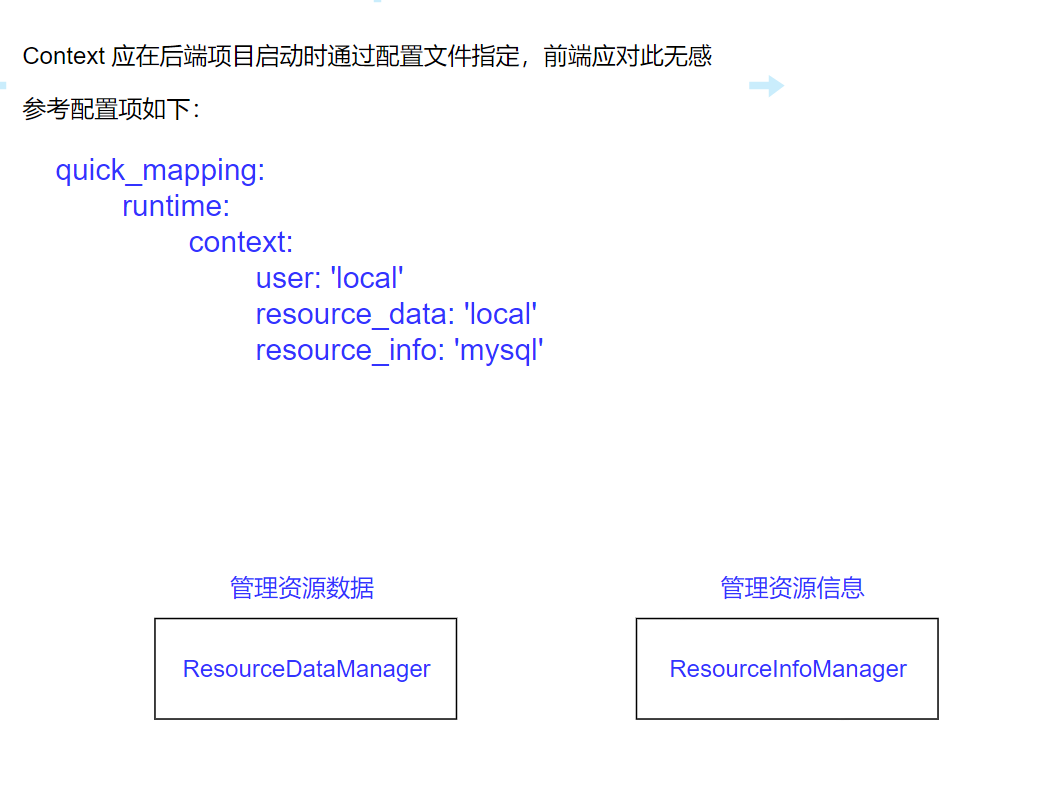 Context 应在后端项目启动时通过配置文件指定，前端应对此无感
参考配置项如下：
quick_mapping:
runtime:
context:
user: 'local'
resource_data: 'local'
resource_info: 'mysql'
管理资源数据
管理资源信息
ResourceDataManager
ResourceInfoManager